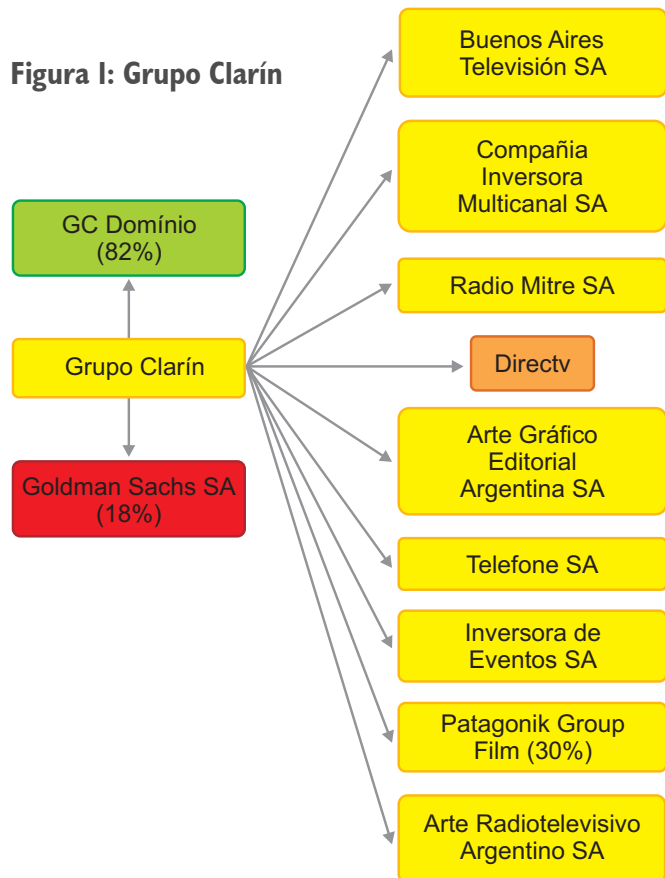 Figura I: Grupo Clarín
GC Domínio
(82%)
Grupo Clarín
Goldman Sachs SA
(18%)
Buenos Aires
Televisión SA
Compañia
Inversora
Multicanal SA
Radio Mitre SA
Directv
Arte Gráfico
Editorial
Argentina SA
Telefone SA
Inversora de
Eventos SA
Patagonik Group
Film (30%)
Arte Radiotelevisivo
Argentino SA